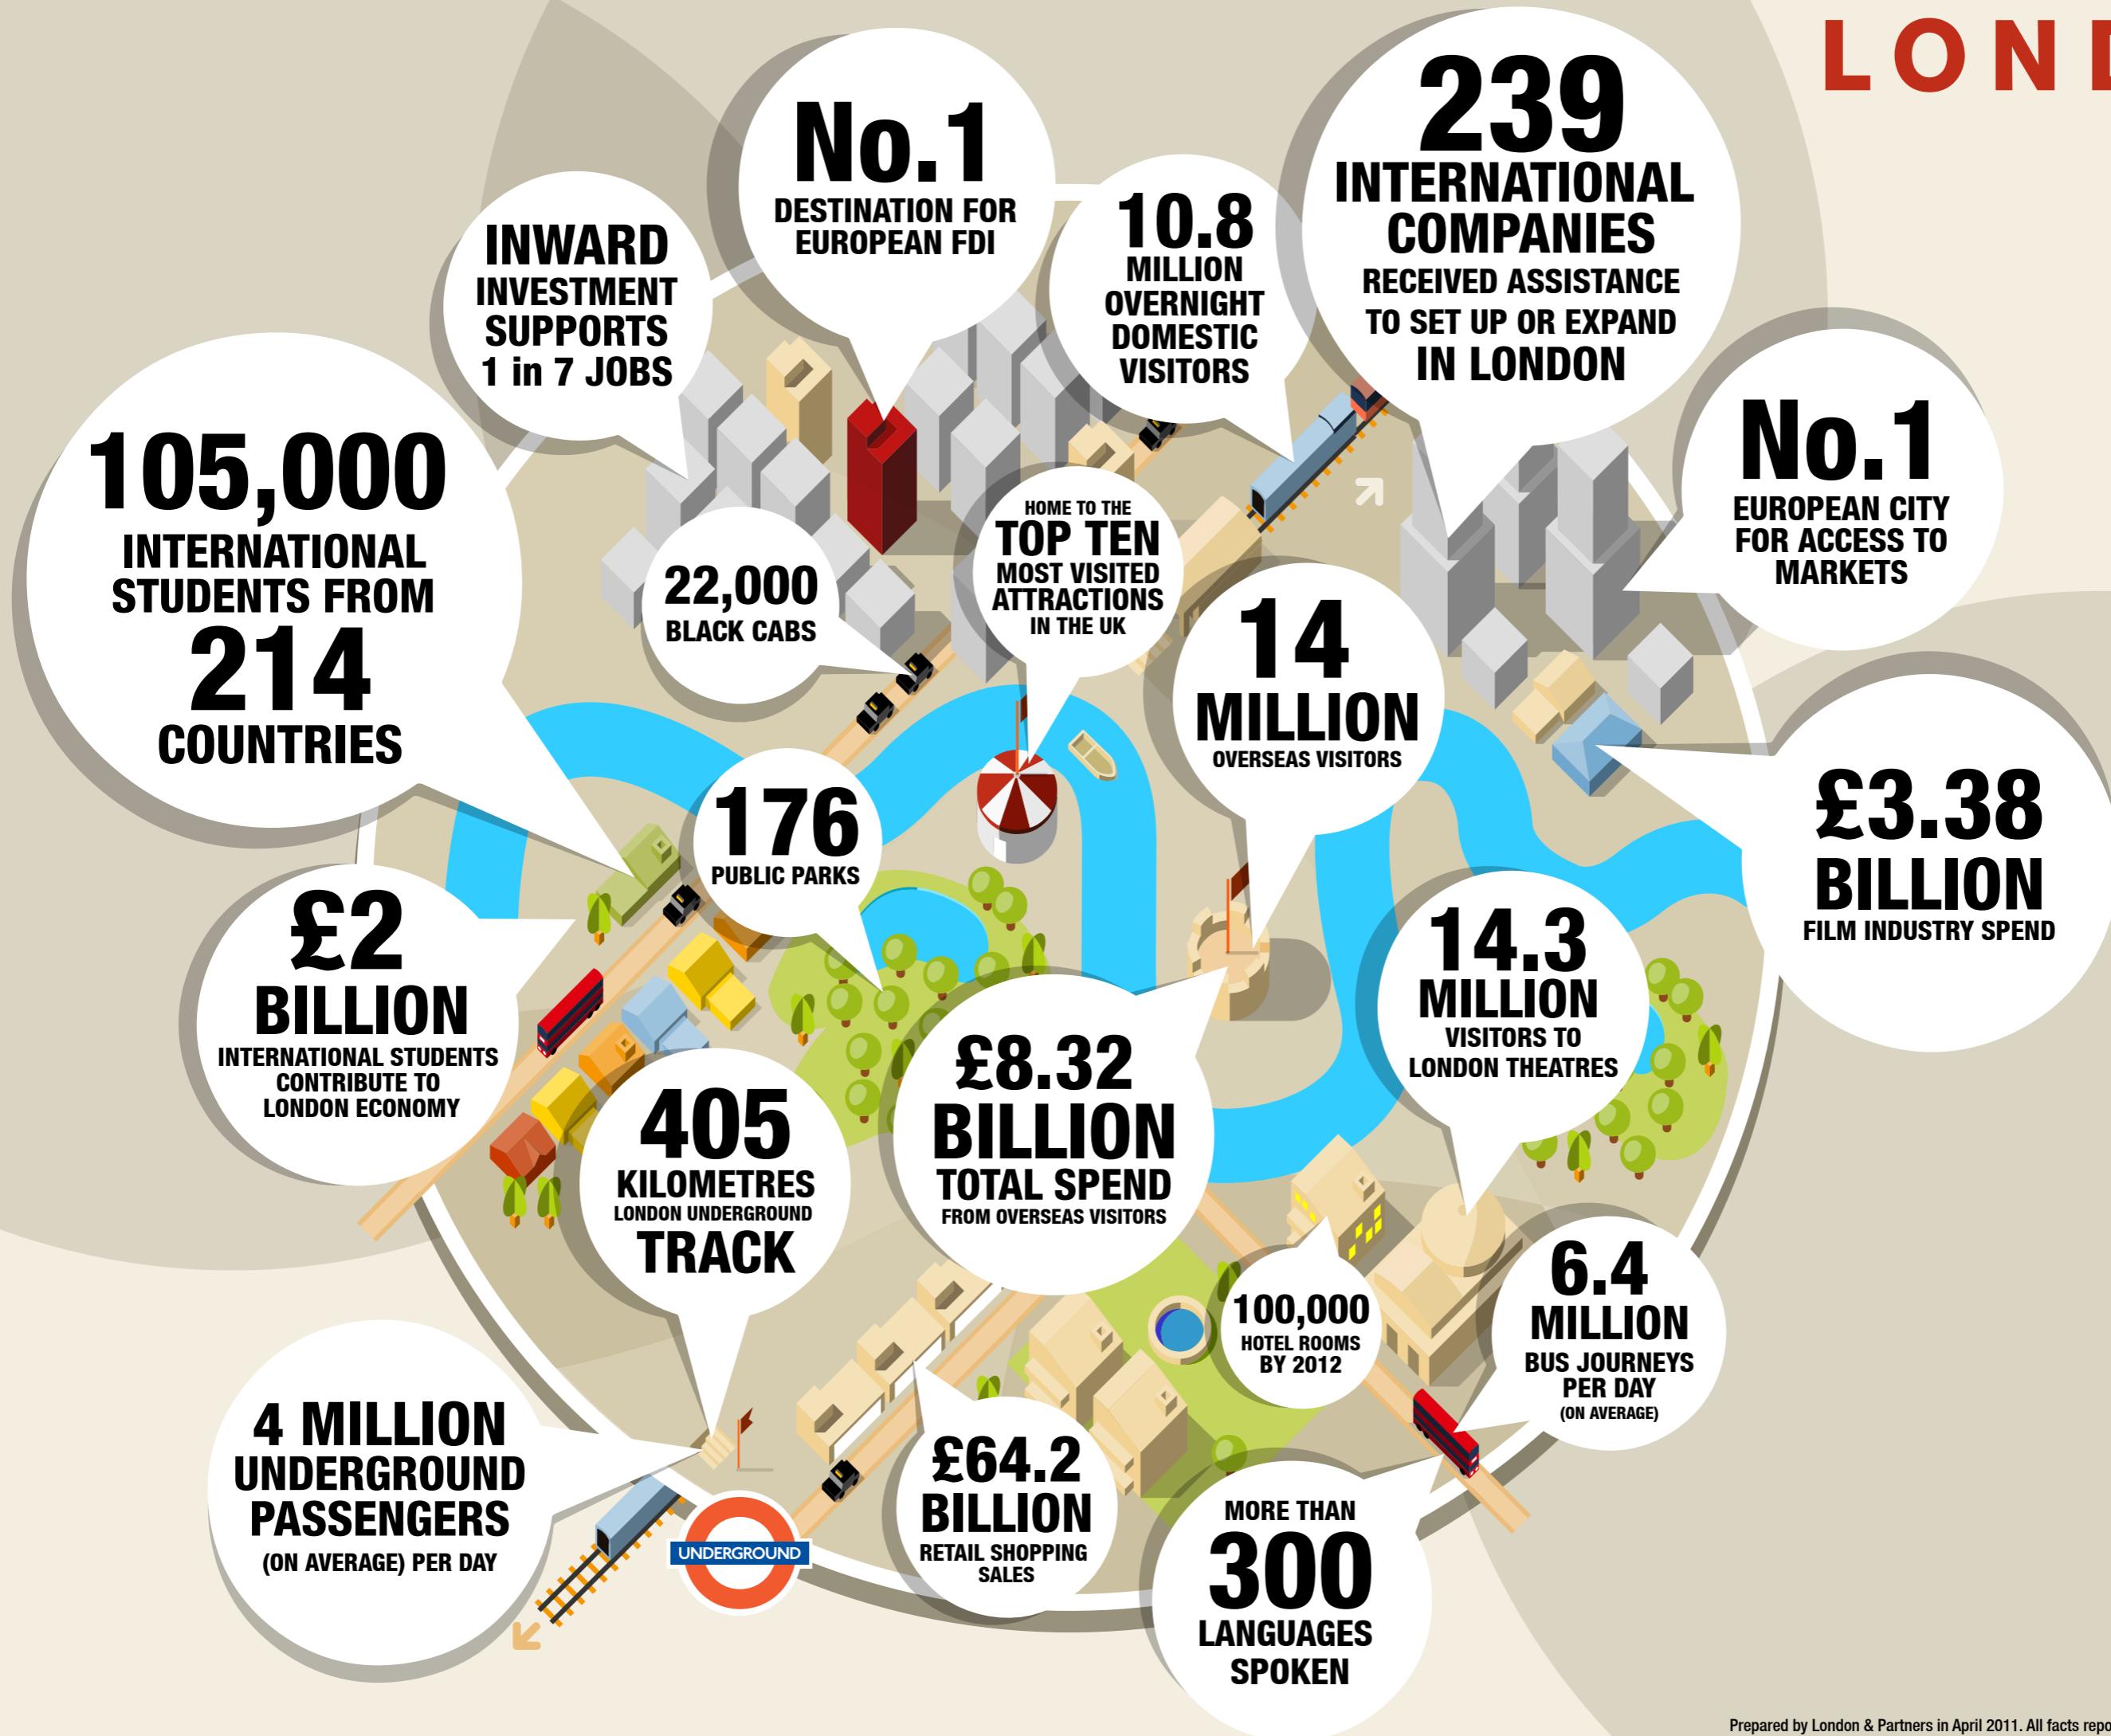 LOND
No.1
DESTINATION FOR
EUROPEAN FDI
239
INTERNATIONAL
COMPANIES
RECEIVED ASSISTANCE
TO SET UP OR EXPAND
IN LONDON
INWARD
INVESTMENT
SUPPORTS
1 in 7 JOBS
10.8
MILLION
OVERNIGHT
DOMESTIC
VISITORS
No.1
EUROPEAN CITY
FOR ACCESS TO
MARKETS
105,000
INTERNATIONAL
STUDENTS FROM
214
COUNTRIES
22,000
BLACK CABS
HOME TO THE
TOP TEN
MOST VISITED
ATTRACTIONS
IN THE UK
14
MILLION
OVERSEAS VISITORS
£3.38
BILLION
FILM INDUSTRY SPEND
176
PUBLIC PARKS
£2
BILLION
INTERNATIONAL STUDENTS
CONTRIBUTE TO
LONDON ECONOMY
14.3
MILLION
VISITORS TO
LONDON THEATRES
£8.32
BILLION
TOTAL SPEND
FROM OVERSEAS VISITORS
405
KILOMETRES
LONDON UNDERGROUND
TRACK
100,000
HOTEL ROOMS
BY 2012
6.4
MILLION
BUS JOURNEYS
PER DAY
(ON AVERAGE)
4 MILLION
UNDERGROUND
PASSENGERS
(ON AVERAGE) PER DAY
£64.2
BILLION
RETAIL SHOPPING
SALES
UNDERGROUND
MORE THAN
300
LANGUAGES
SPOKEN
Prepared by London & Partners in April 2011. All facts repo